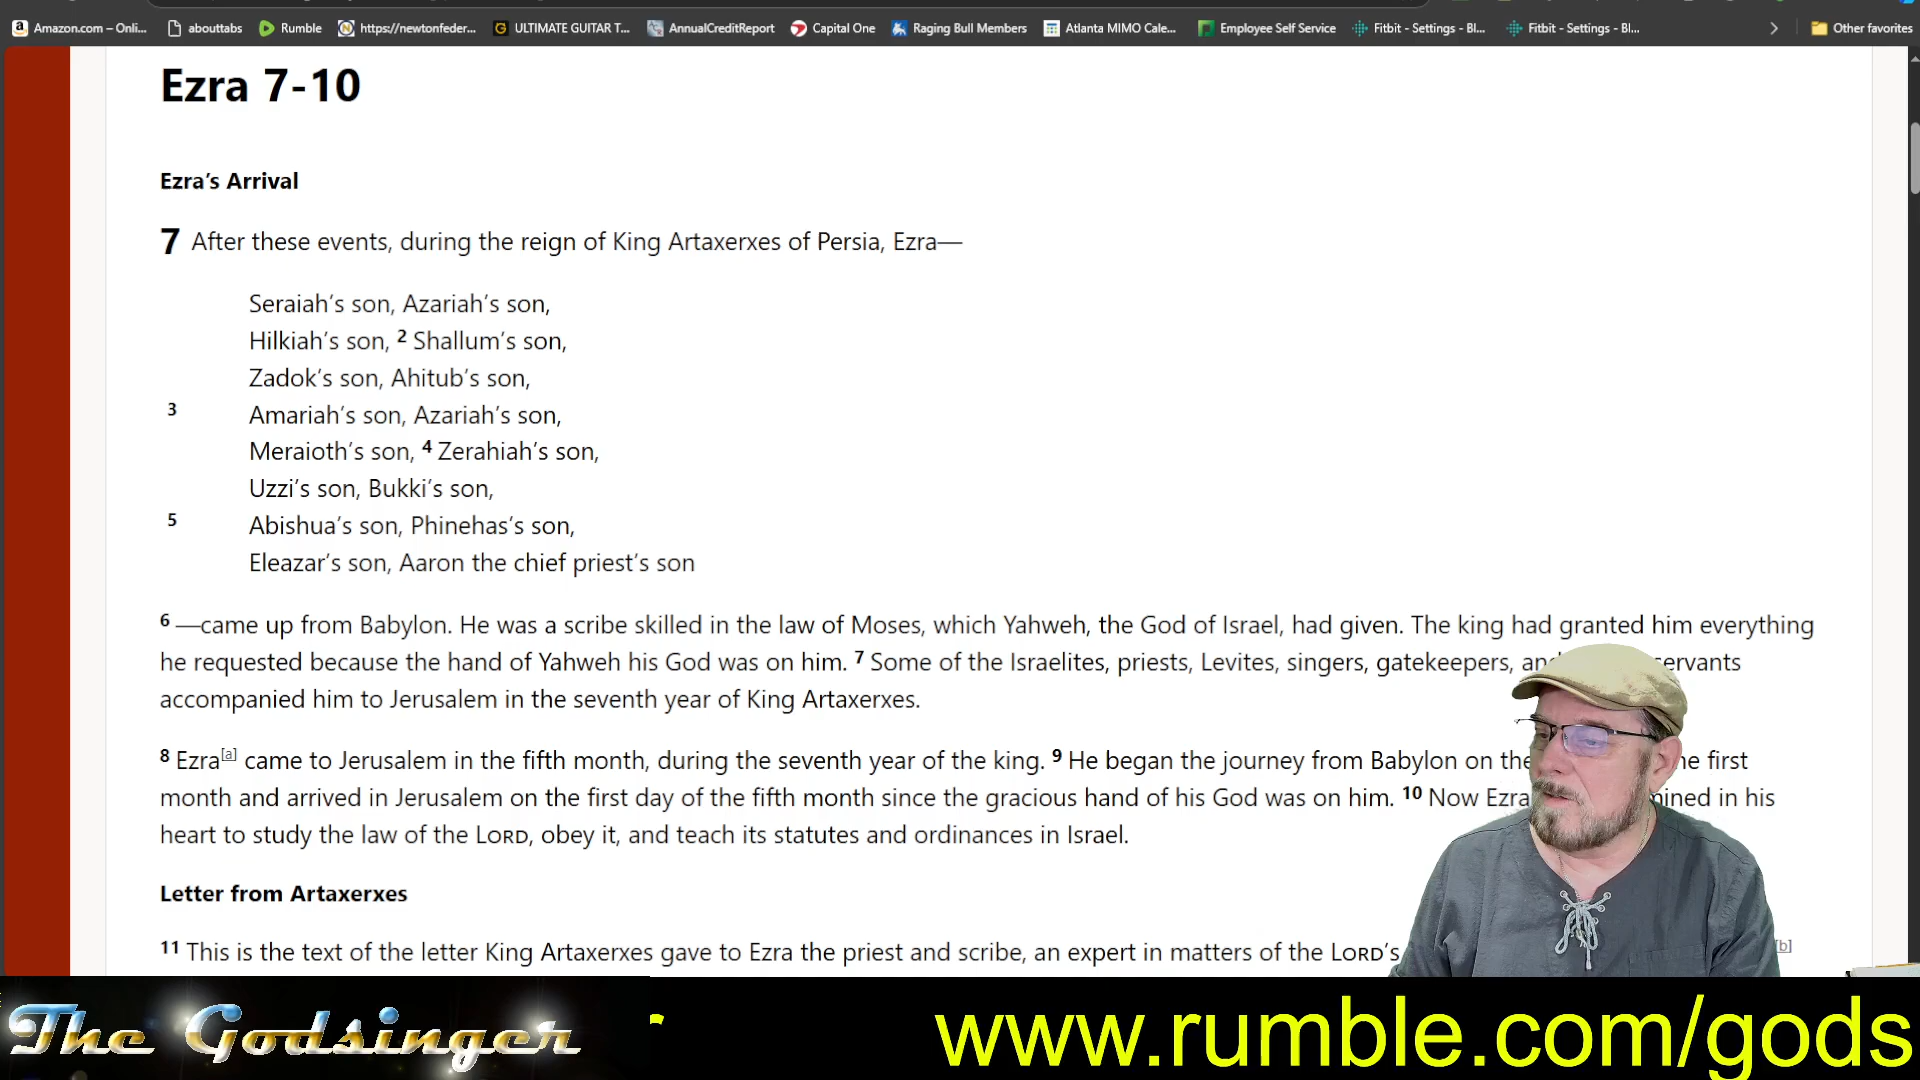 Amazon.com – Onli... abouttabs Rumble https://newtonfeder... ULTIMATE GUITAR T... AnnualCreditReport Capital One Raging Bull Members Atlanta MIMO Cale... Employee Self Service Fitbit - Settings - Bl... Fitbit - Settings - Bl... Other favorites
Ezra 7-10
Ezra’s Arrival
7 After these events, during the reign of King Artaxerxes of Persia, Ezra—
Seraiah’s son, Azariah’s son,
Hilkiah’s son, 2 Shallum’s son,
Zadok’s son, Ahitub’s son,
3 Amariah’s son, Azariah’s son,
Meraioth’s son, 4 Zerahiah’s son,
Uzzi’s son, Bukki’s son,
5 Abishua’s son, Phinehas’s son,
Eleazar’s son, Aaron the chief priest’s son
6 —came up from Babylon. He was a scribe skilled in the law of Moses, which Yahweh, the God of Israel, had given. The king had granted him everything
he requested because the hand of Yahweh his God was on him. 7 Some of the Israelites, priests, Levites, singers, gatekeepers, and
accompanied him to Jerusalem in the seventh year of King Artaxerxes.
8 Ezra[a] came to Jerusalem in the fifth month, during the seventh year of the king. 9 He began the journey from Babylon on the first
month and arrived in Jerusalem on the first day of the fifth month since the gracious hand of his God was on him. 10 Now Ezra in his
heart to study the law of the LORD, obey it, and teach its statutes and ordinances in Israel.
Letter from Artaxerxes
11 This is the text of the letter King Artaxerxes gave to Ezra the priest and scribe, an expert in matters of the LORD’s [b]
The Godsinger
www.rumble.com/gods